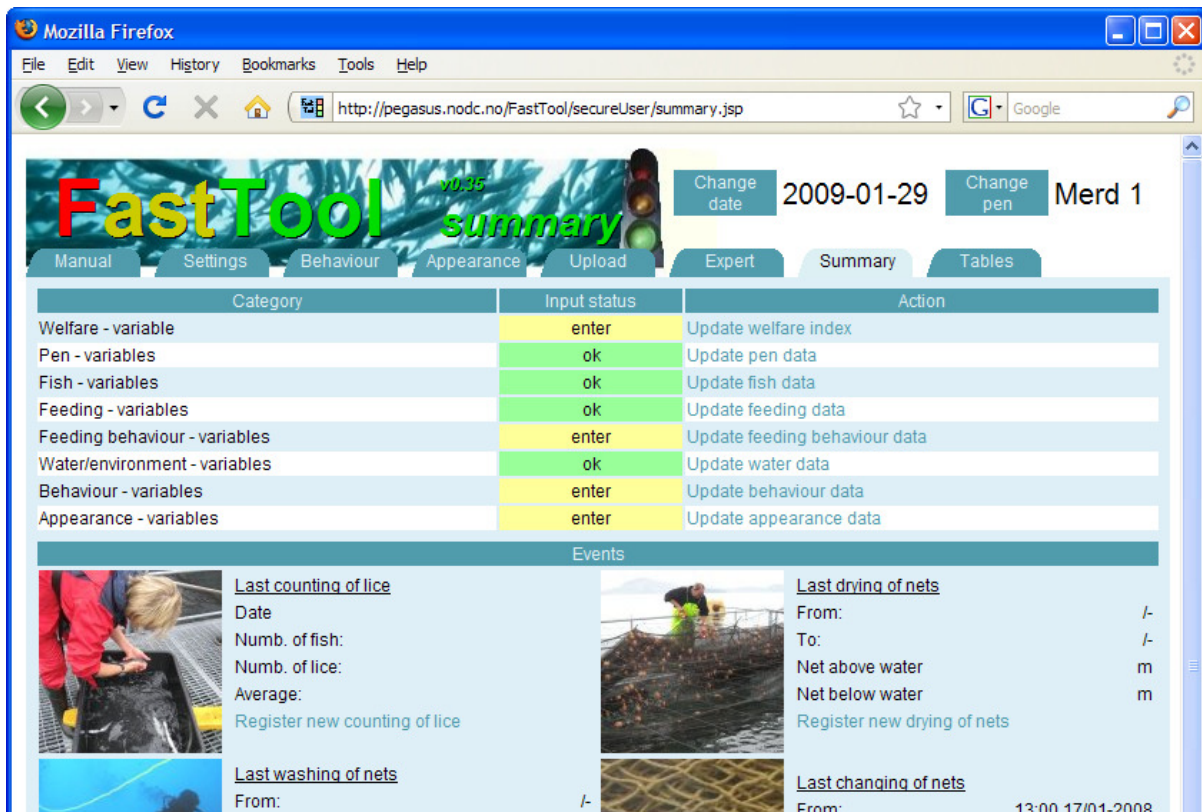 Mozilla Firefox
File Edit View History Bookmarks Tools Help
http://pegasus.nodc.no/FastTool/secureUser/summary.jsp G Google
FastTool v0.35 summary
Change date 2009-01-29 Change pen Merd 1
Manual Settings Behaviour Appearance Upload Expert Summary Tables
Category Input status Action
Welfare - variable enter Update welfare index
Pen - variables ok Update pen data
Fish - variables ok Update fish data
Feeding - variables ok Update feeding data
Feeding behaviour - variables enter Update feeding behaviour data
Water/environment - variables ok Update water data
Behaviour - variables enter Update behaviour data
Appearance - variables enter Update appearance data
Events
Last counting of lice
Date
Numb. of fish:
Numb. of lice:
Average:
Register new counting of lice
Last drying of nets
From: /-
To: /-
Net above water m
Net below water m
Register new drying of nets
Last washing of nets
From: /-
Last changing of nets
From: 13:00 17/01-2008